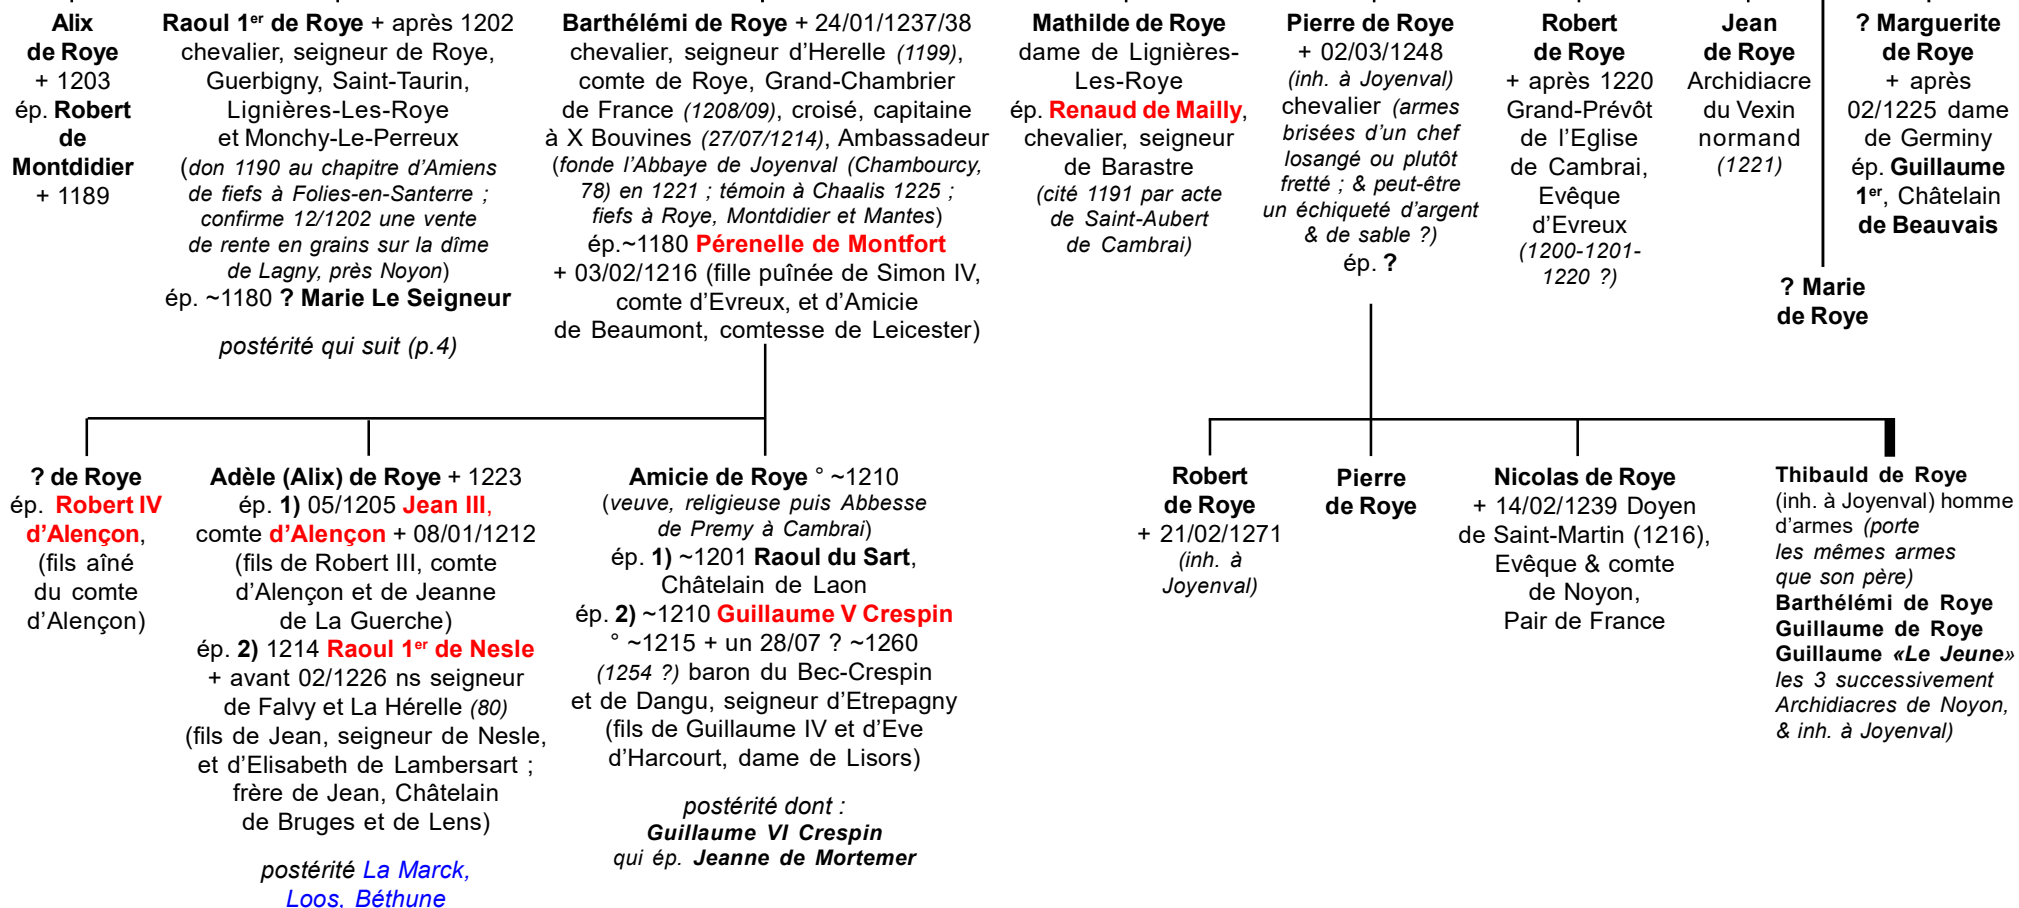 Alix
de Roye
+ 1203
ép. Robert
de
Montdidier
+ 1189
Raoul 1er de Roye + après 1202
chevalier, seigneur de Roye,
Guerbigny, Saint-Taurin,
Lignières-Les-Roye
et Monchy-Le-Perreux
(don 1190 au chapitre d'Amiens
de fiefs à Folies-en-Santerre ;
confirme 12/1202 une vente
de rente en grains sur la dîme
de Lagny, près Noyon)
ép. ~1180 ? Marie Le Seigneur
postérité qui suit (p.4)
Barthélémi de Roye + 24/01/1237/38
chevalier, seigneur d'Herelle (1199),
comte de Roye, Grand-Chambrier
de France (1208/09), croisé, capitaine
à X Bouvines (27/07/1214), Ambassadeur
(fonde l'Abbaye de Joyenval (Chambourcy,
78) en 1221 ; témoin à Chaalis 1225 ;
fiefs à Roye, Montdidier et Mantes)
ép.~1180 Pérenelle de Montfort
+ 03/02/1216 (fille puînée de Simon IV,
comte d'Evreux, et d'Amicie
de Beaumont, comtesse de Leicester)
Mathilde de Roye
dame de Lignières-
Les-Roye
ép. Renaud de Mailly,
chevalier, seigneur
de Barastre
(cité 1191 par acte
de Saint-Aubert
de Cambrai)
Pierre de Roye
+ 02/03/1248
(inh. à Joyenval)
chevalier (armes
brisées d'un chef
losangé ou plutôt
fretté ; & peut-être
un échiqueté d'argent
& de sable ?)
ép. ?
Robert
de Roye
+ après 1220
Grand-Prévôt
de l'Eglise
de Cambrai,
Evêque
d'Evreux
(1200-1201-
1220 ?)
Jean
de Roye
Archidiacre
du Vexin
normand
(1221)
? Marguerite
de Roye
+ après
02/1225 dame
de Germiny
ép. Guillaume
1er, Châtelain
de Beauvais
? Marie
de Roye
? de Roye
ép. Robert IV
d'Alençon,
(fils aîné
du comte
d'Alençon)
Adèle (Alix) de Roye + 1223
ép. 1) 05/1205 Jean III,
comte d'Alençon + 08/01/1212
(fils de Robert III, comte
d'Alençon et de Jeanne
de La Guerche)
ép. 2) 1214 Raoul 1er de Nesle
+ avant 02/1226 ns seigneur
de Falvy et La Hérelle (80)
(fils de Jean, seigneur de Nesle,
et d'Elisabeth de Lambersart ;
frère de Jean, Châtelain
de Bruges et de Lens)
postérité La Marck,
Loos, Béthune
Amicie de Roye ° ~1210
(veuve, religieuse puis Abbesse
de Premy à Cambrai)
ép. 1) ~1201 Raoul du Sart,
Châtelain de Laon
ép. 2) ~1210 Guillaume V Crespin
° ~1215 + un 28/07 ? ~1260
(1254 ?) baron du Bec-Crespin
et de Dangu, seigneur d'Etrepagny
(fils de Guillaume IV et d'Eve
d'Harcourt, dame de Lisors)
postérité dont :
Guillaume VI Crespin
qui ép. Jeanne de Mortemer
Robert
de Roye
+ 21/02/1271
(inh. à
Joyenval)
Pierre
de Roye
Nicolas de Roye
+ 14/02/1239 Doyen
de Saint-Martin (1216),
Evêque & comte
de Noyon,
Pair de France
Thibauld de Roye
(inh. à Joyenval) homme
d'armes (porte
les mêmes armes
que son père)
Barthélémi de Roye
Guillaume de Roye
Guillaume «Le Jeune»
les 3 successivement
Archidiacres de Noyon,
& inh. à Joyenval)